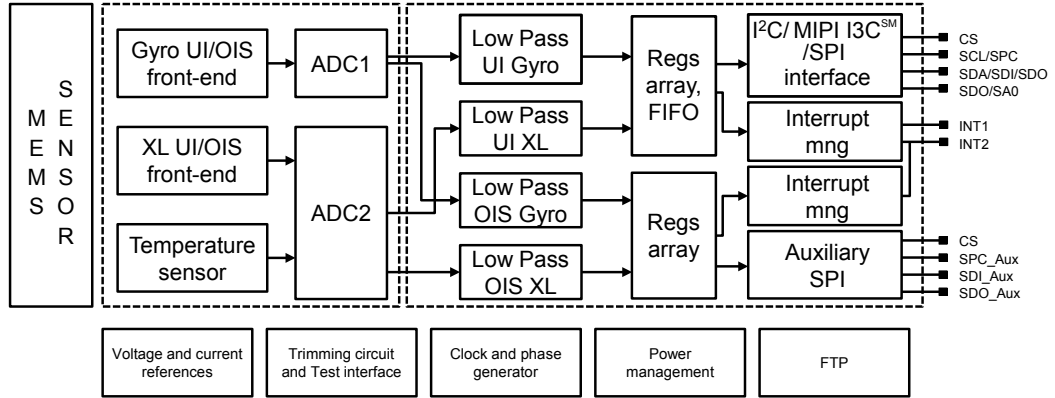 MEMS
SENSOR
Gyro UI/OIS
front-end
XL UI/OIS
front-end
Temperature
sensor
ADC1
ADC2
Low Pass
UI Gyro
Low Pass
UI XL
Low Pass
OIS Gyro
Low Pass
OIS XL
Regs
array,
FIFO
Regs
array
I²C/ MIPI I3C℠
/SPI
interface
Interrupt
mng
Interrupt
mng
Auxiliary
SPI
CS
SCL/SPC
SDA/SDI/SDO
SDO/SA0
INT1
INT2
CS
SPC_Aux
SDI_Aux
SDO_Aux
Voltage and current
references
Trimming circuit
and Test interface
Clock and phase
generator
Power
management
FTP